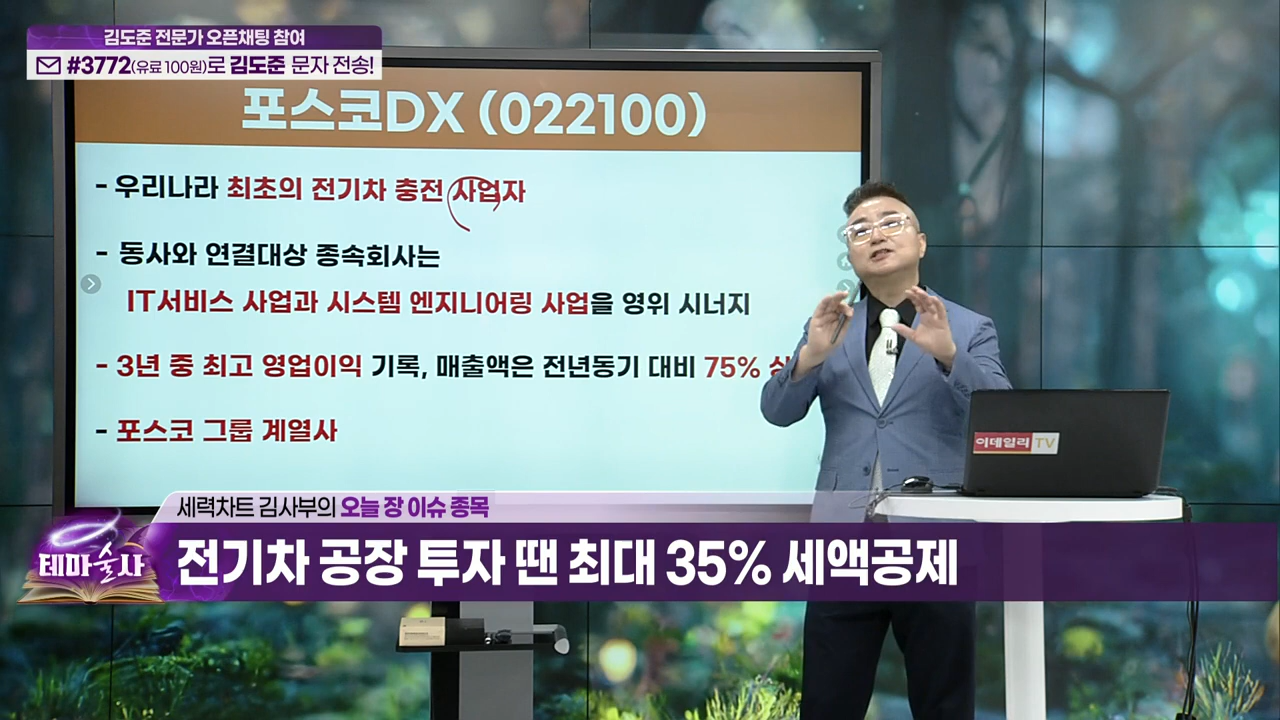 김도준 전문가 오픈채팅 참여
#3772(유료 100원)로 김도준 문자 전송!
포스코DX (022100)
- 우리나라 최초의 전기차 충전 사업자
- 동사와 연결대상 종속회사는
IT서비스 사업과 시스템 엔지니어링 사업을 영위 시너지
- 3년 중 최고 영업이익 기록, 매출액은 전년동기 대비 75%
- 포스코 그룹 계열사
이데일리TV
세력차트 김사부의 오늘 장 이슈 종목
테마술사
전기차 공장 투자 땐 최대 35% 세액공제